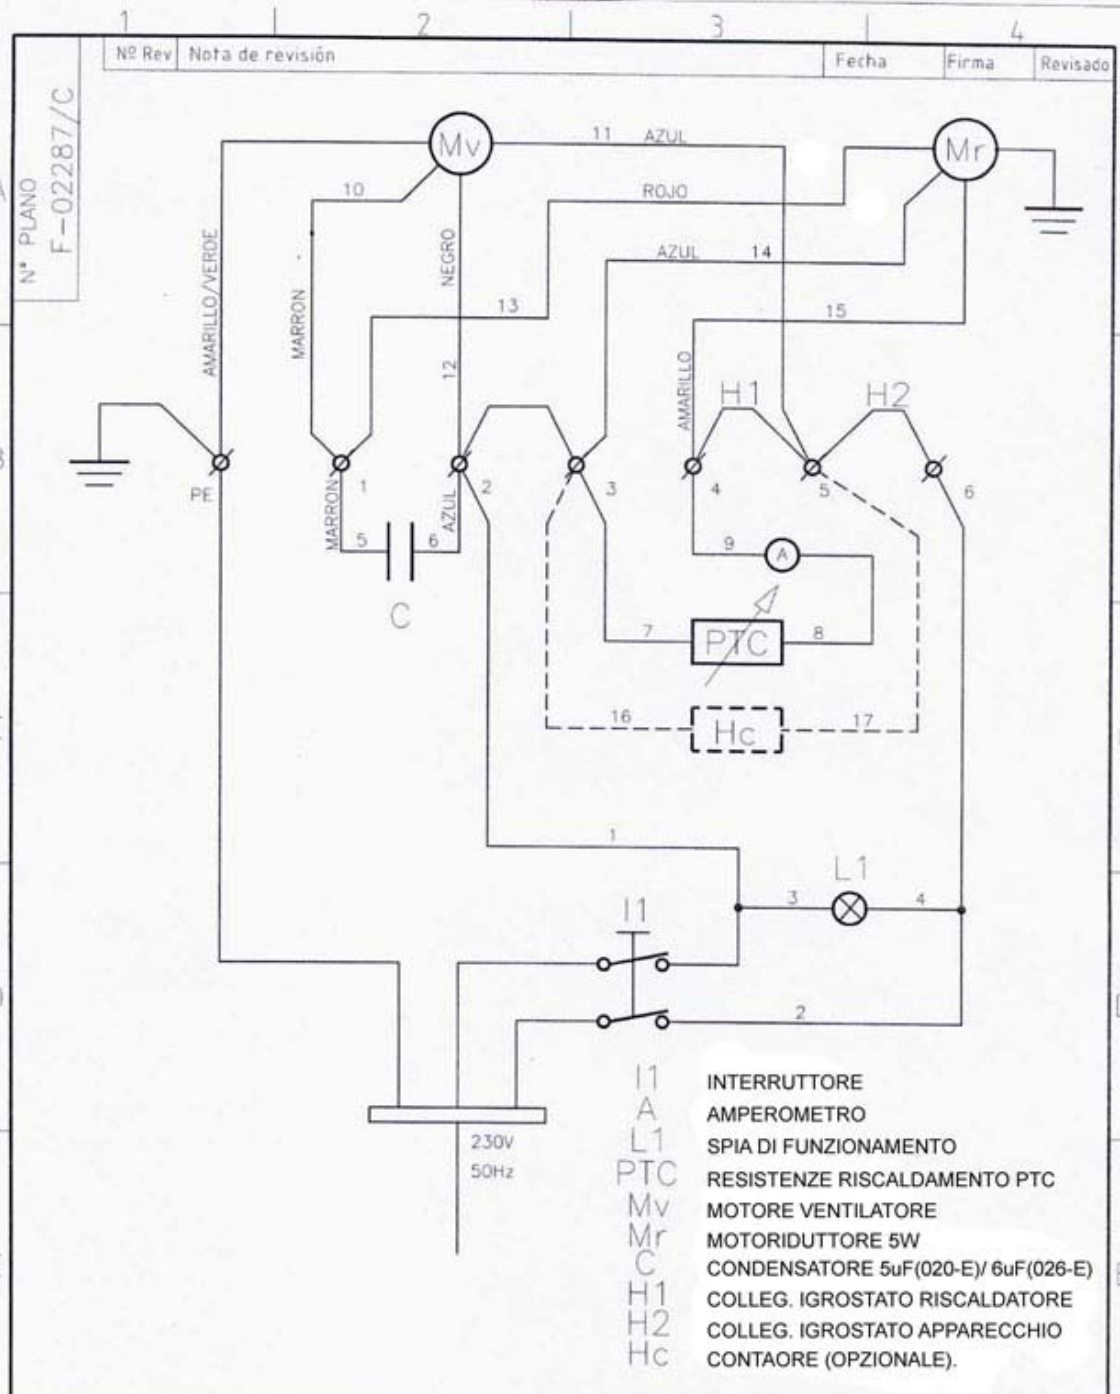 1 2 3 4
Nº Rev Nota de revisión Fecha Firma Revisado
N° PLANO
F-02287/C
Mv 11 AZUL Mr
10 ROJO
AZUL 14
AMARILLO/VERDE
MARRON
NEGRO
13 15
12
AMARILLO
H1 H2
PE 1 2 3 4 5 6
MARRON
AZUL
5 6 9 A
C
7 PTC 8
16 Hc 17
1
L1
3 4
I1
2
230V
50Hz
I1 INTERRUTTORE
A AMPEROMETRO
L1 SPIA DI FUNZIONAMENTO
PTC RESISTENZE RISCALDAMENTO PTC
Mv MOTORE VENTILATORE
Mr MOTORIDUTTORE 5W
C CONDENSATORE 5uF(020-E)/ 6uF(026-E)
H1 COLLEG. IGROSTATO RISCALDATORE
H2 COLLEG. IGROSTATO APPARECCHIO
Hc CONTAORE (OPZIONALE).